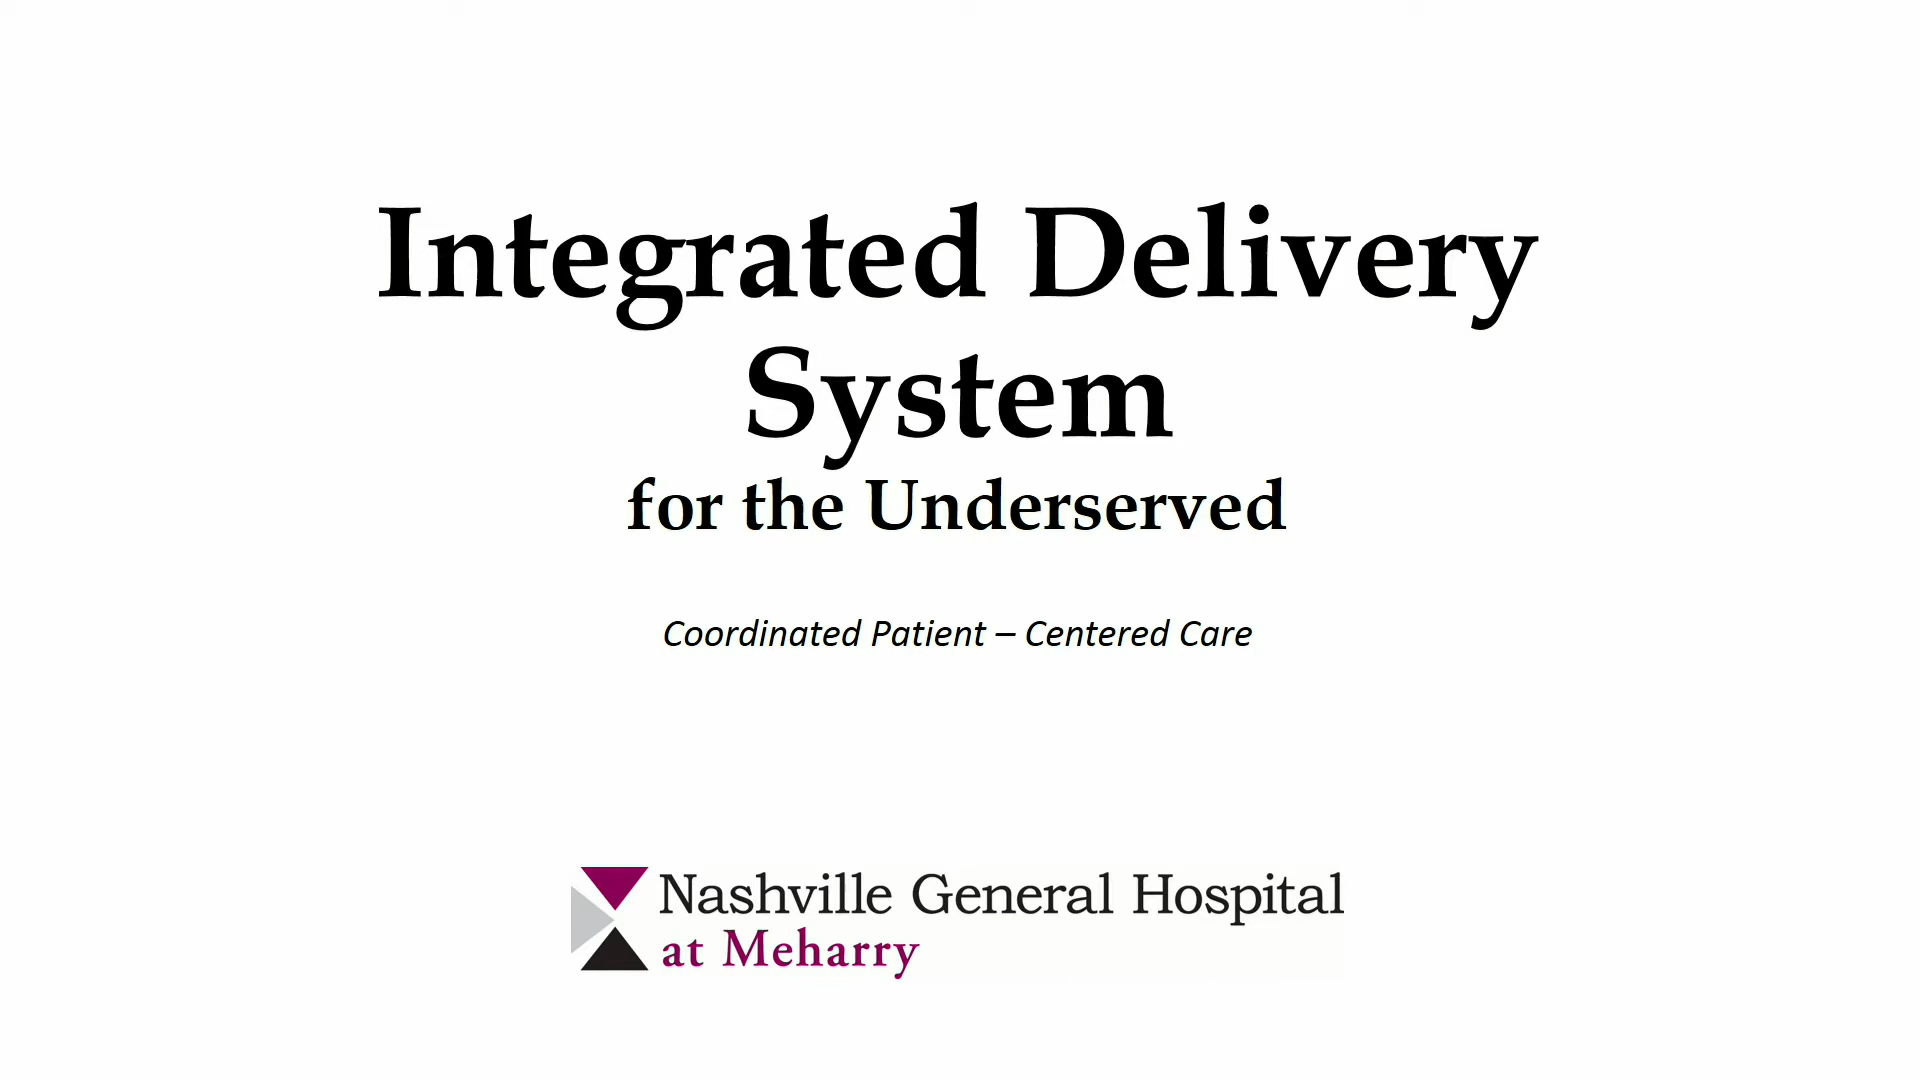 Integrated Delivery
System
for the Underserved
Coordinated Patient – Centered Care
Nashville General Hospital
at Meharry